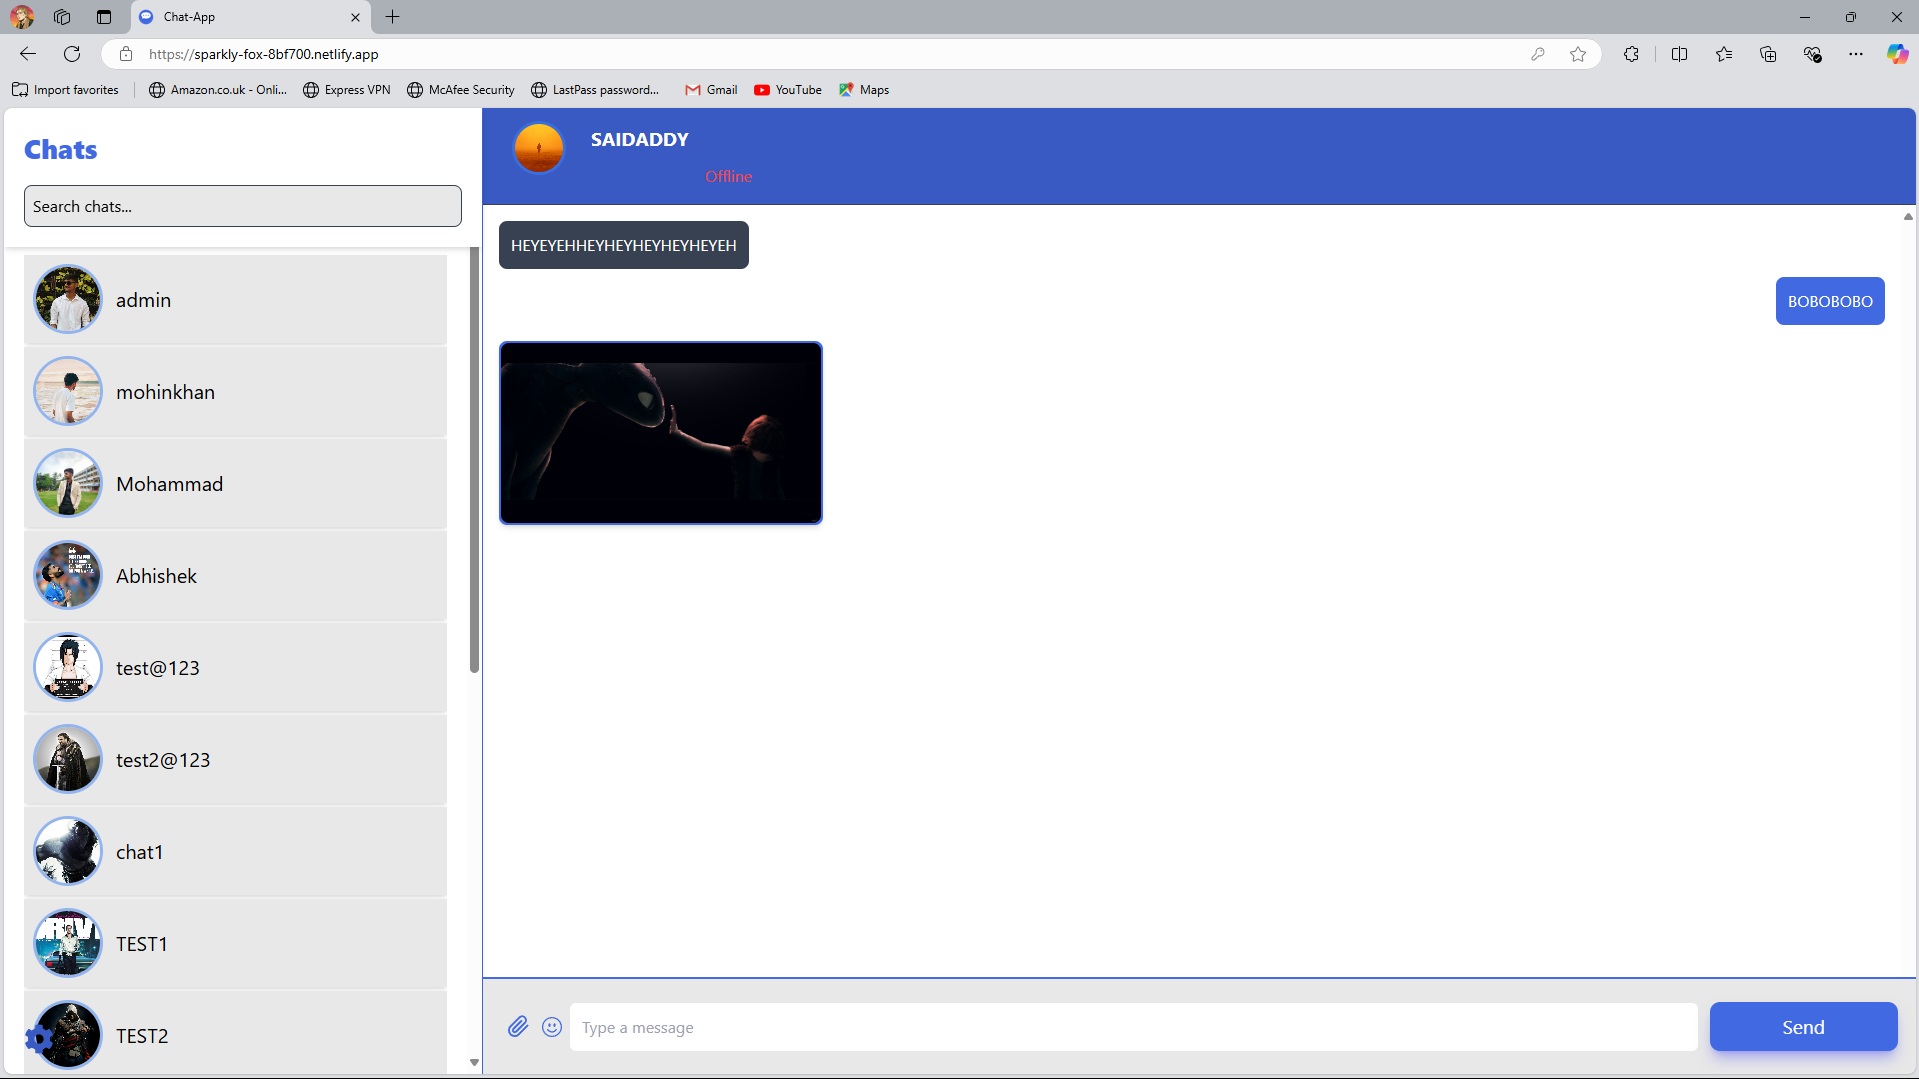 Chat-App
https://sparkly-fox-8bf700.netlify.app
Import favorites
Amazon.co.uk - Onli...
Express VPN
McAfee Security
LastPass password...
Gmail
YouTube
Maps
Chats
Search chats...
admin
mohinkhan
Mohammad
Abhishek
test@123
test2@123
chat1
TEST1
TEST2
SAIDADDY
Offline
HEYEYEHHEYHEYHEYHEYHEYEH
BOBOBOBO
Type a message
Send